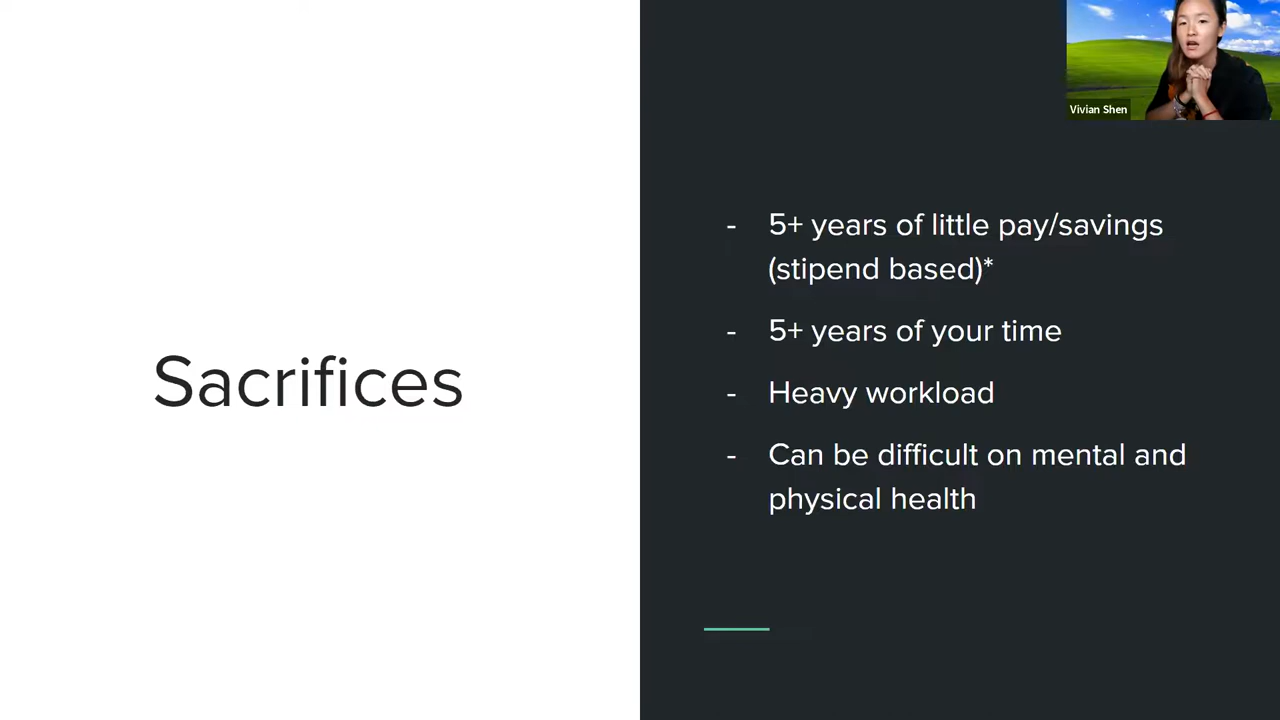 Vivian Shen
Sacrifices
- 5+ years of little pay/savings
(stipend based)*
- 5+ years of your time
- Heavy workload
- Can be difficult on mental and
physical health